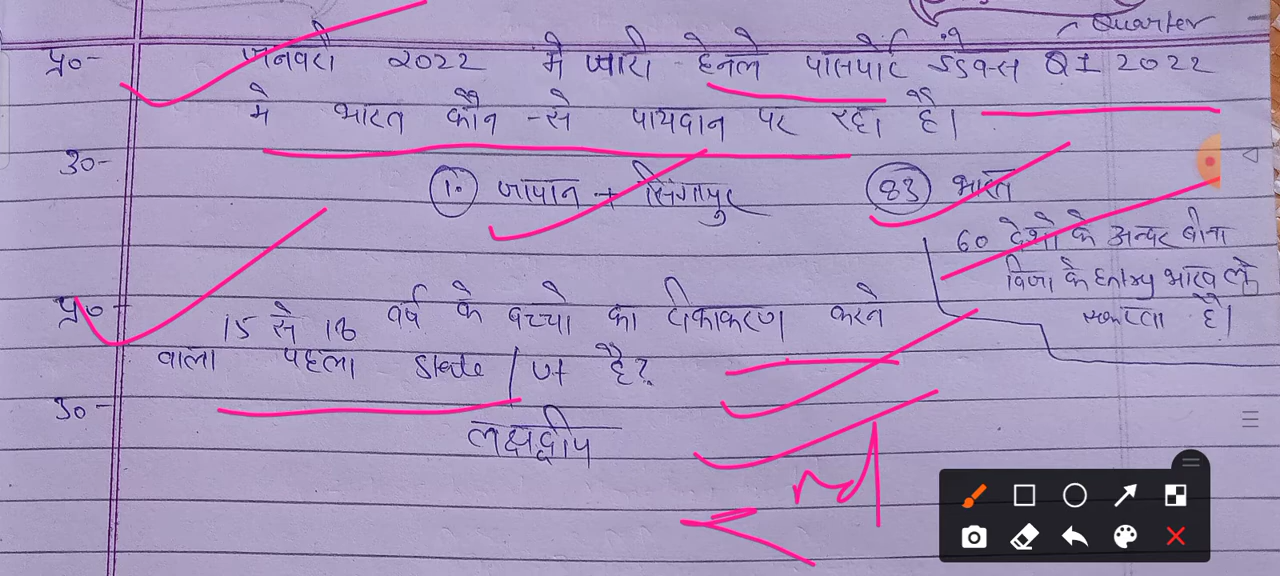 Quarter
प्र०- जनवरी 2022 मे जारी हेनले पासपोर्ट इंडेक्स Q1 2022
मे भारत कौन-से पायदान पर रहा है।
उ०- 1. जापान + सिंगापुर 83 भारत
60 देशो के अन्दर बीना
विजा के भारत ले
सकता है।
प्र०- 15 से 18 वर्ष के बच्चो का टीकाकरण करने
वाला पहला State / UT है?
उ०-
लक्षद्वीप